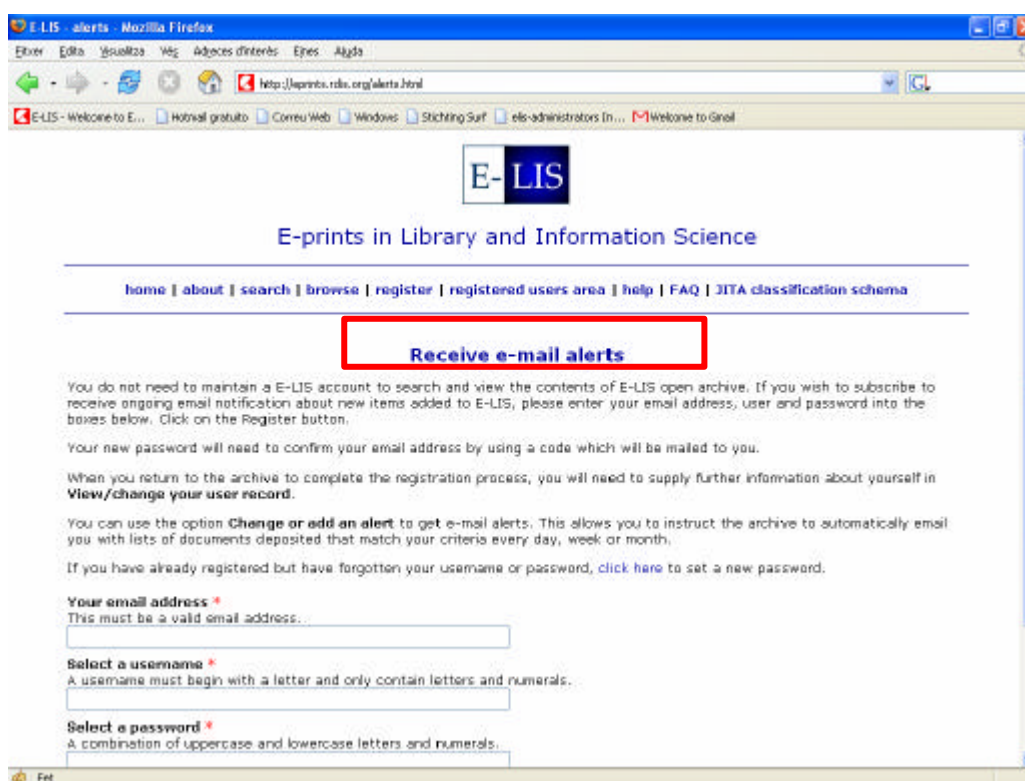 E-LIS - alerts - Mozilla Firefox
Fitxer Edita Visualitza Vés Adreces d'interès Eines Ajuda
http://eprints.rclis.org/alerts.html
G
E-LIS - Welcome to E... Hotmail gratuito Correu Web Windows Stichting Surf elis-administrators In... Welcome to Gmail
E-LIS
E-prints in Library and Information Science
home | about | search | browse | register | registered users area | help | FAQ | JITA classification schema
Receive e-mail alerts
You do not need to maintain a E-LIS account to search and view the contents of E-LIS open archive. If you wish to subscribe to
receive ongoing email notification about new items added to E-LIS, please enter your email address, user and password into the
boxes below. Click on the Register button.
Your new password will need to confirm your email address by using a code which will be mailed to you.
When you return to the archive to complete the registration process, you will need to supply further information about yourself in
View/change your user record.
You can use the option Change or add an alert to get e-mail alerts. This allows you to instruct the archive to automatically email
you with lists of documents deposited that match your criteria every day, week or month.
If you have already registered but have forgotten your username or password, click here to set a new password.
Your email address *
This must be a valid email address.
Select a username *
A username must begin with a letter and only contain letters and numerals.
Select a password *
A combination of uppercase and lowercase letters and numerals.
Fet